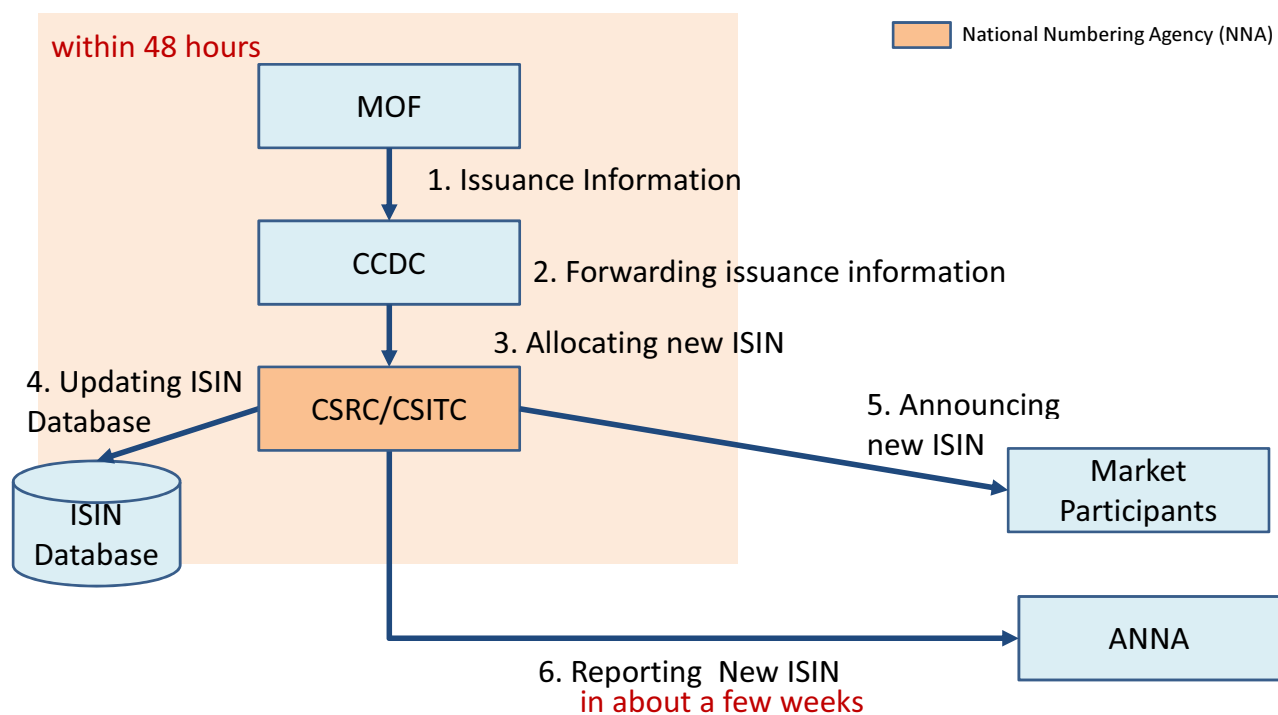 within 48 hours
National Numbering Agency (NNA)
MOF
1. Issuance Information
CCDC
2. Forwarding issuance information
3. Allocating new ISIN
4. Updating ISIN
Database
CSRC/CSITC
5. Announcing
new ISIN
Market
Participants
ISIN
Database
ANNA
6. Reporting  New ISIN
in about a few weeks